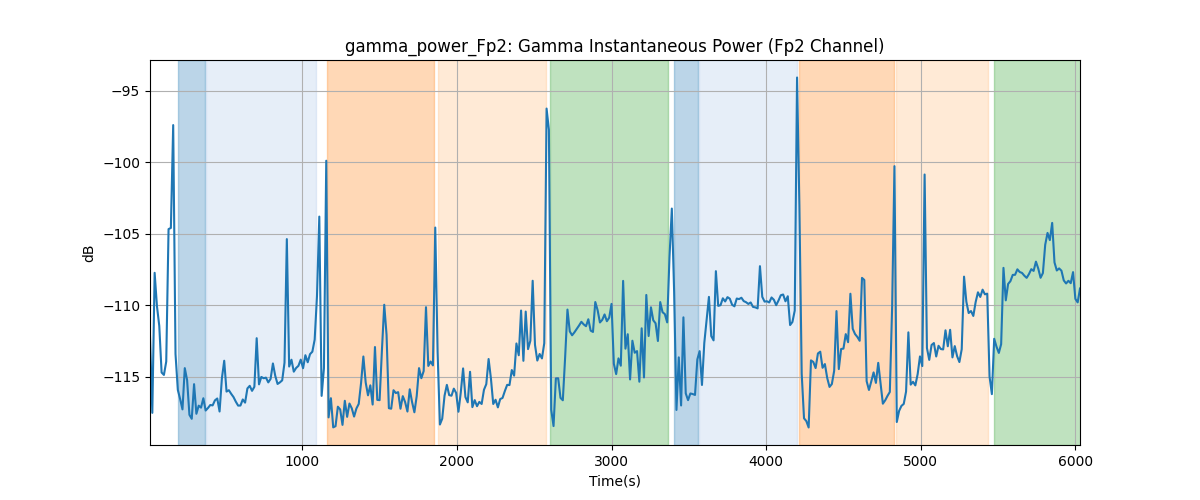 gamma_power_Fp2: Gamma Instantaneous Power (Fp2 Channel)
dB
−95
−100
−105
−110
−115
1000 2000 3000 4000 5000 6000
Time(s)